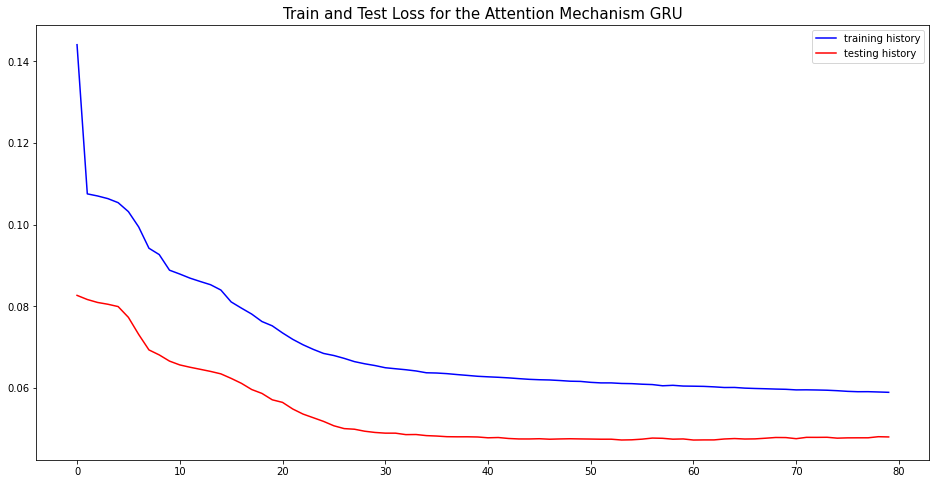 Train and Test Loss for the Attention Mechanism GRU
training history
testing history
0.14
0.12
0.10
0.08
0.06
0 10 20 30 40 50 60 70 80